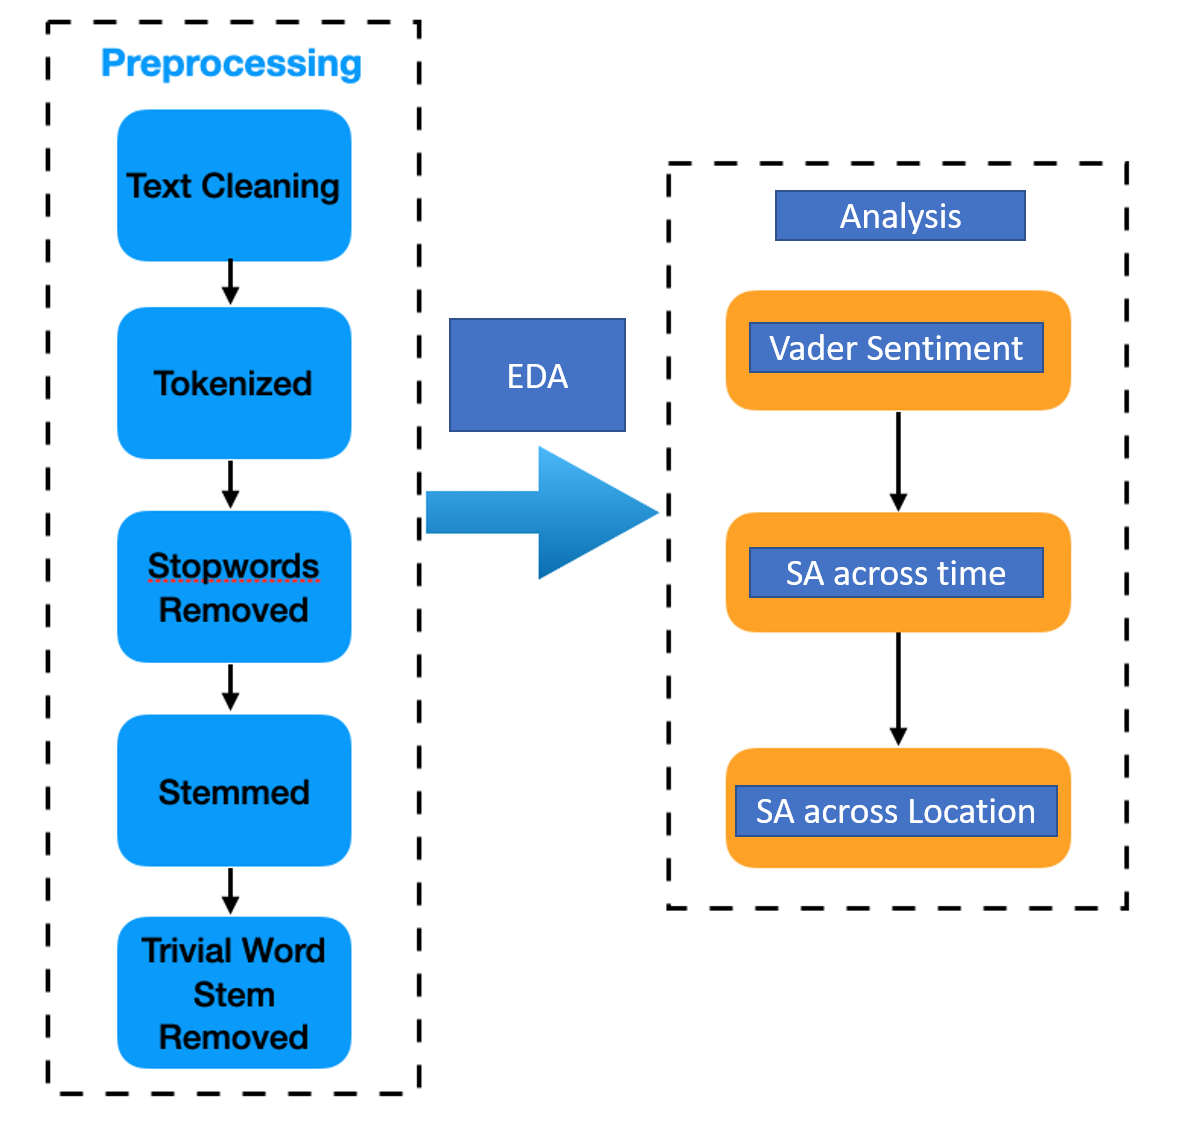 Preprocessing
Text Cleaning
Tokenized
Stopwords
Removed
Stemmed
Trivial Word
Stem
Removed
EDA
Analysis
Vader Sentiment
SA across time
SA across Location